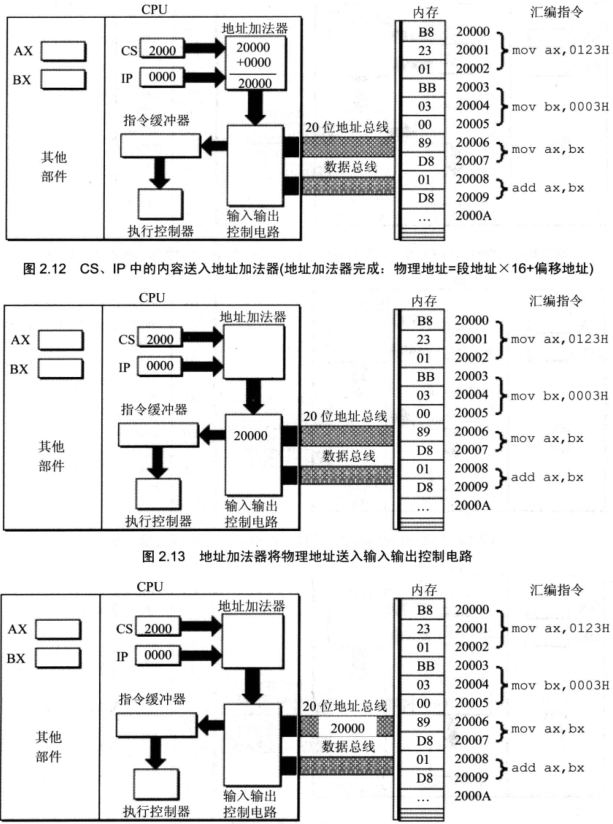 CPU 内存 汇编指令
地址加法器
B8 20000
AX CS 2000 20000 23 20001 mov ax,0123H
+0000
BX IP 0000 20000 01 20002
BB 20003
指令缓冲器 03 20004 mov bx,0003H
20位地址总线 00 20005
89 20006 mov ax,bx
其他 数据总线 D8 20007
部件 01 20008 add ax,bx
D8 20009
执行控制器 输入输出 … 2000A
控制电路
图 2.12 CS、IP 中的内容送入地址加法器(地址加法器完成：物理地址=段地址×16+偏移地址)
CPU 内存 汇编指令
地址加法器
B8 20000
AX CS 2000 23 20001 mov ax,0123H
BX IP 0000 01 20002
BB 20003
指令缓冲器 03 20004 mov bx,0003H
20位地址总线 00 20005
20000 89 20006 mov ax,bx
其他 数据总线 D8 20007
部件 01 20008 add ax,bx
D8 20009
执行控制器 输入输出 … 2000A
控制电路
图 2.13 地址加法器将物理地址送入输入输出控制电路
CPU 内存 汇编指令
地址加法器
B8 20000
AX CS 2000 23 20001 mov ax,0123H
BX IP 0000 01 20002
BB 20003
指令缓冲器 03 20004 mov bx,0003H
20位地址总线 00 20005
20000 89 20006 mov ax,bx
其他 数据总线 D8 20007
部件 01 20008 add ax,bx
D8 20009
执行控制器 输入输出 … 2000A
控制电路